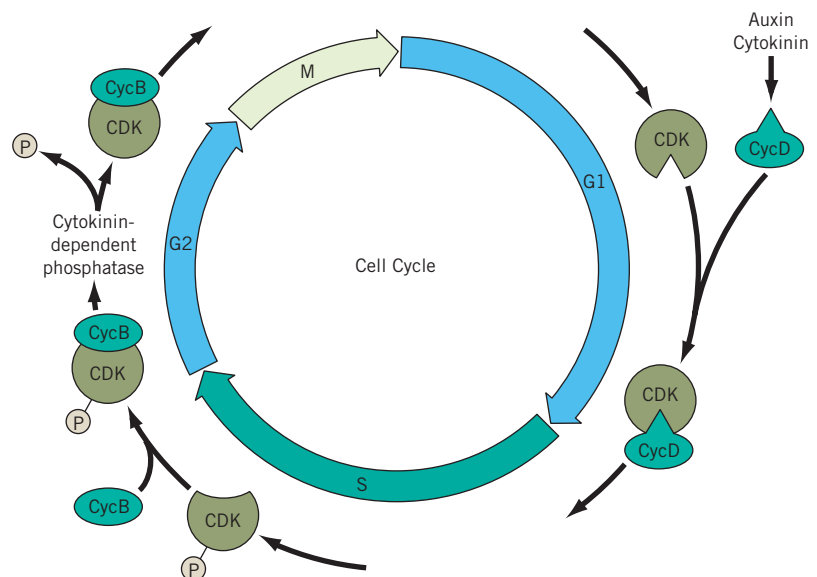 Auxin
Cytokinin
CycB
M
CDK
CDK
CycD
P
G1
Cytokinin-
dependent
phosphatase
G2
Cell Cycle
CycB
CDK
CDK
P
CycD
S
CycB
CDK
P